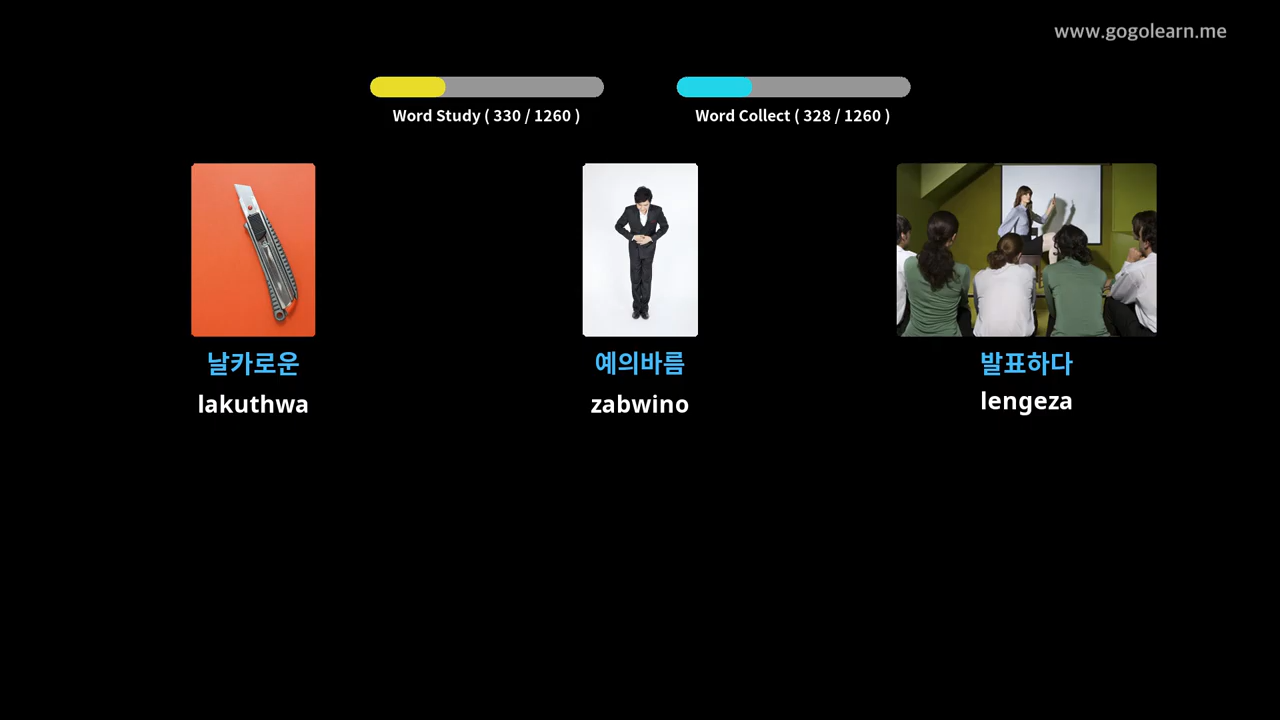 www.gogolearn.me
Word Study ( 330 / 1260 )
Word Collect ( 328 / 1260 )
날카로운
예의바름
발표하다
lakuthwa
zabwino
lengeza